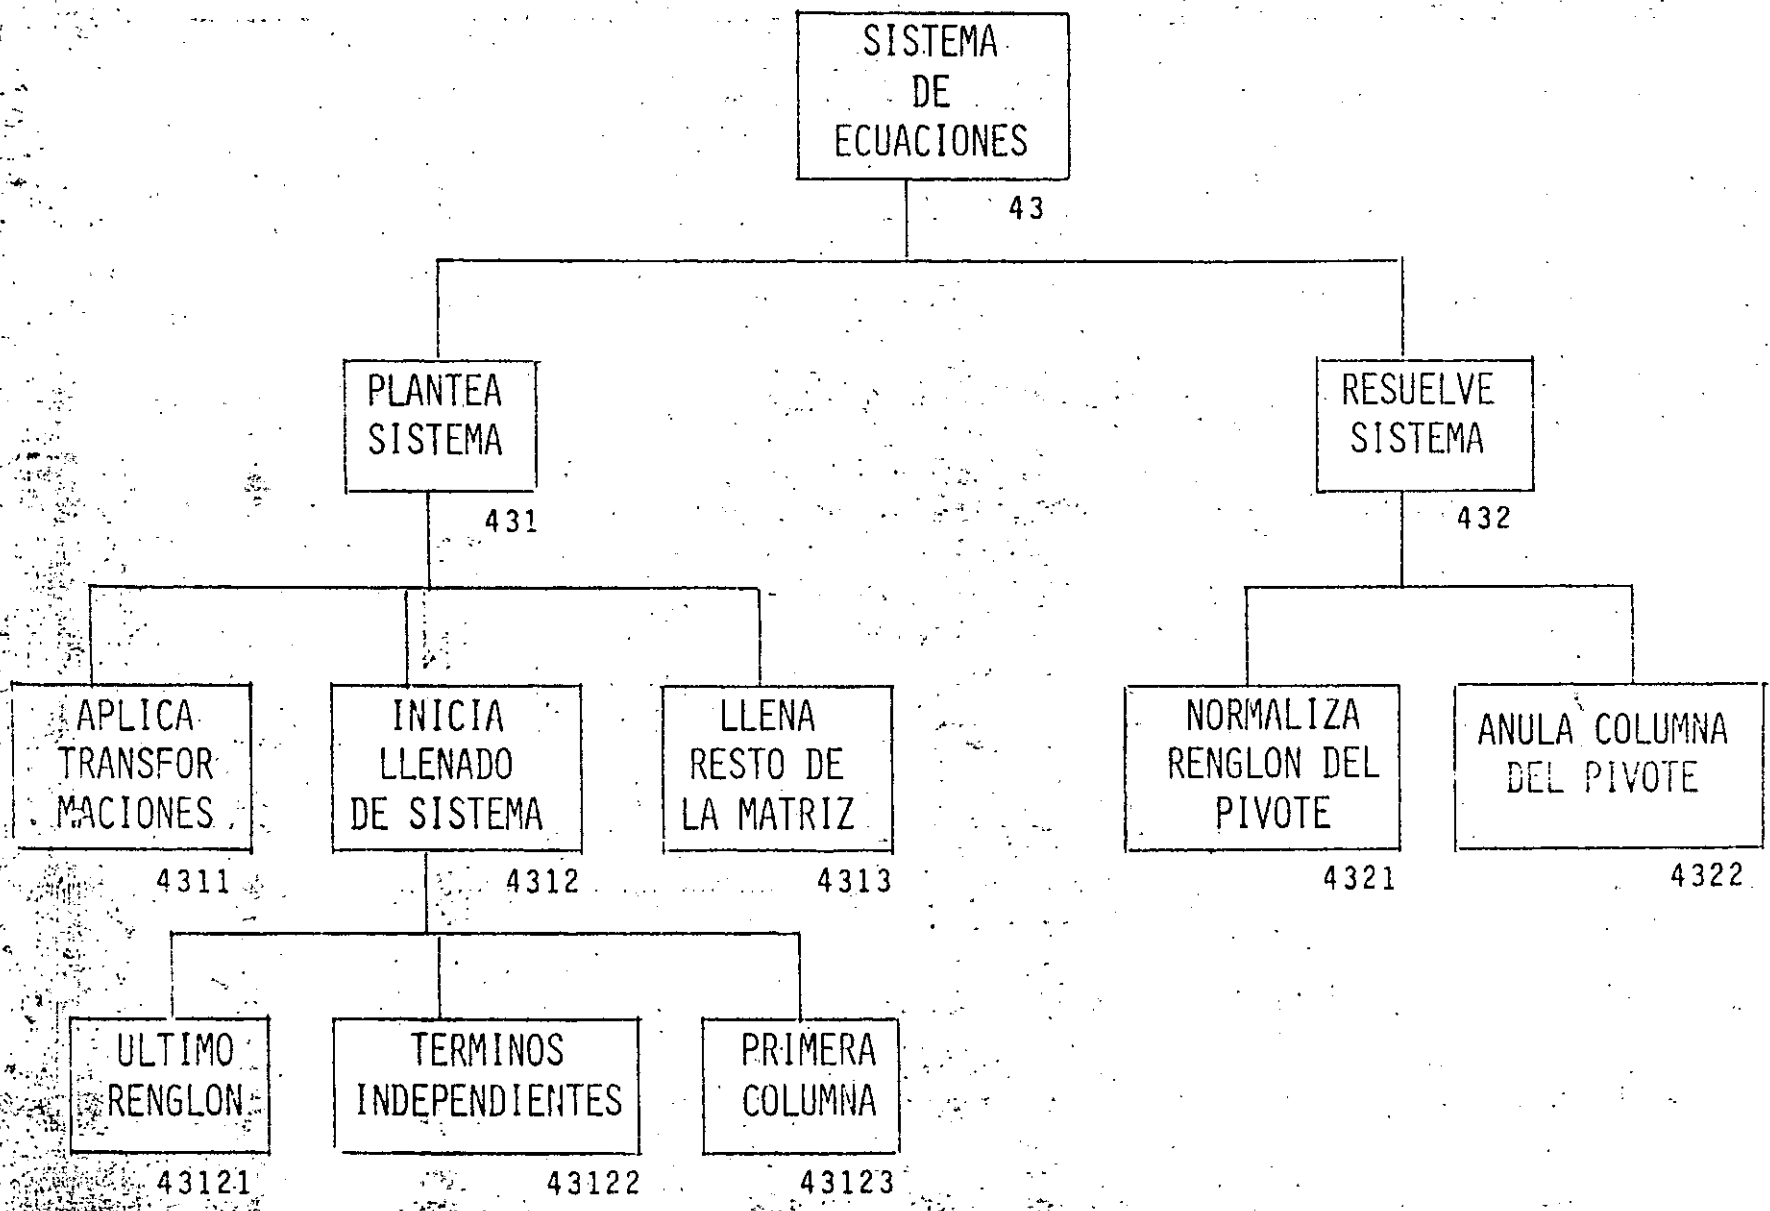 SISTEMA
DE
ECUACIONES
43
PLANTEA
SISTEMA
431
RESUELVE
SISTEMA
432
APLICA
TRANSFOR
MACIONES
4311
INICIA
LLENADO
DE SISTEMA
4312
LLENA
RESTO DE
LA MATRIZ
4313
NORMALIZA
RENGLON DEL
PIVOTE
4321
ANULA COLUMNA
DEL PIVOTE
4322
ULTIMO
RENGLON
43121
TERMINOS
INDEPENDIENTES
43122
PRIMERA
COLUMNA
43123